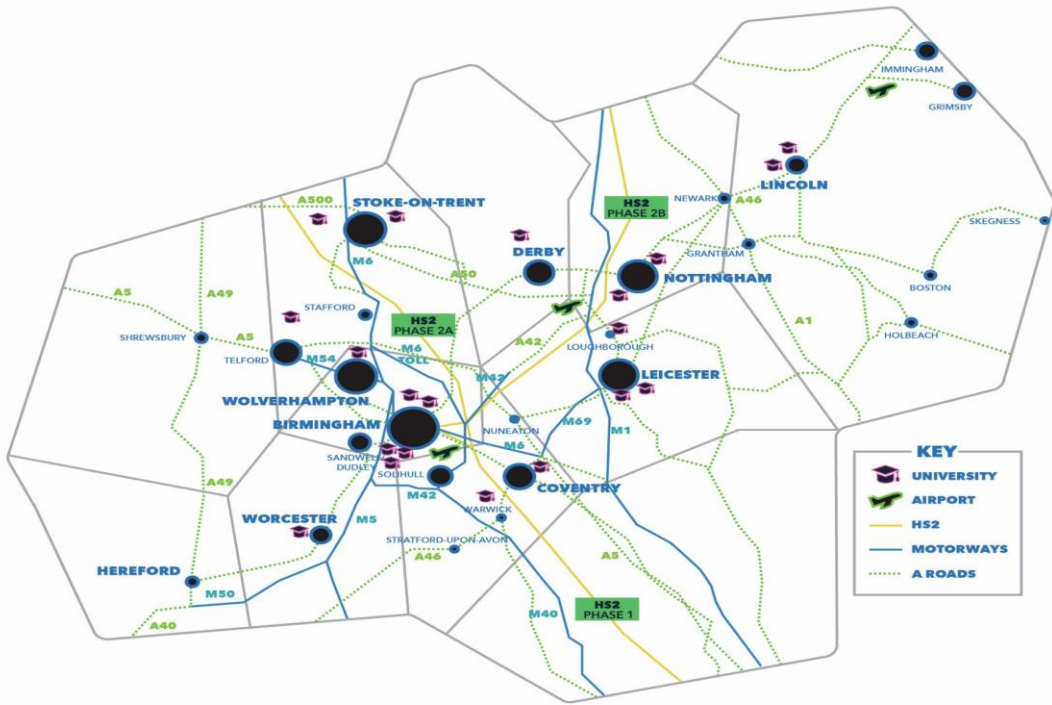 IMMINGHAM
GRIMSBY
LINCOLN
A500
STOKE-ON-TRENT
NEWARK
A46
HS2
PHASE 2B
SKEGNESS
DERBY
GRANTHAM
M6
A50
NOTTINGHAM
BOSTON
A5
A49
STAFFORD
HS2
PHASE 2A
A1
HOLBEACH
SHREWSBURY
A5
A42
LOUGHBOROUGH
TELFORD
M54
M6
TOLL
M42
LEICESTER
WOLVERHAMPTON
BIRMINGHAM
NUNEATON
M69
M1
SANDWELL/
DUDLEY
M6
SOLIHULL
COVENTRY
A49
M42
WARWICK
WORCESTER
M5
STRATFORD-UPON-AVON
A46
A5
HEREFORD
M50
HS2
PHASE 1
M40
A40
KEY
UNIVERSITY
AIRPORT
HS2
MOTORWAYS
A ROADS